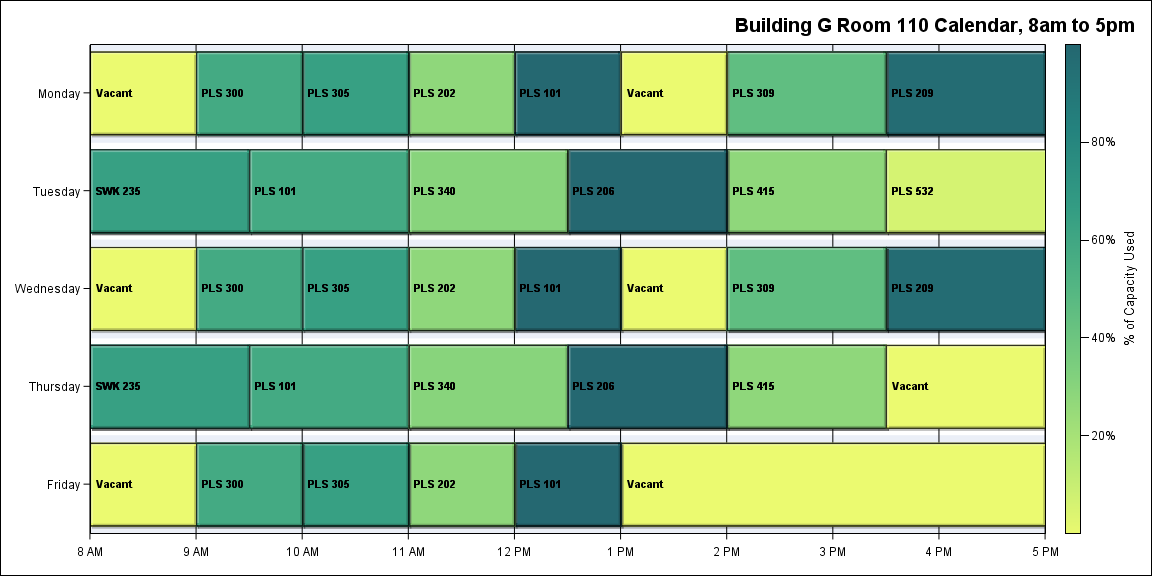 Building G Room 110 Calendar, 8am to 5pm
Monday
Vacant
PLS 300
PLS 305
PLS 202
PLS 101
Vacant
PLS 309
PLS 209
Tuesday
SWK 235
PLS 101
PLS 340
PLS 206
PLS 415
PLS 532
Wednesday
Vacant
PLS 300
PLS 305
PLS 202
PLS 101
Vacant
PLS 309
PLS 209
Thursday
SWK 235
PLS 101
PLS 340
PLS 206
PLS 415
Vacant
Friday
Vacant
PLS 300
PLS 305
PLS 202
PLS 101
Vacant
8 AM
9 AM
10 AM
11 AM
12 PM
1 PM
2 PM
3 PM
4 PM
5 PM
80%
60%
40%
20%
% of Capacity Used